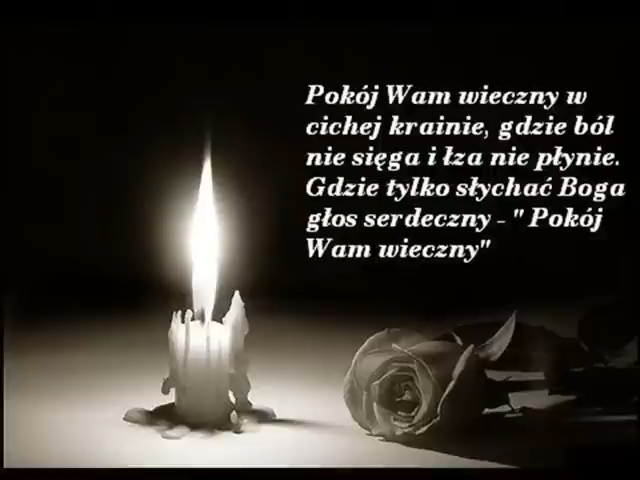 Pokój Wam wieczny w
cichej krainie, gdzie ból
nie sięga i łza nie płynie.
Gdzie tylko słychać Boga
głos serdeczny - " Pokój
Wam wieczny"